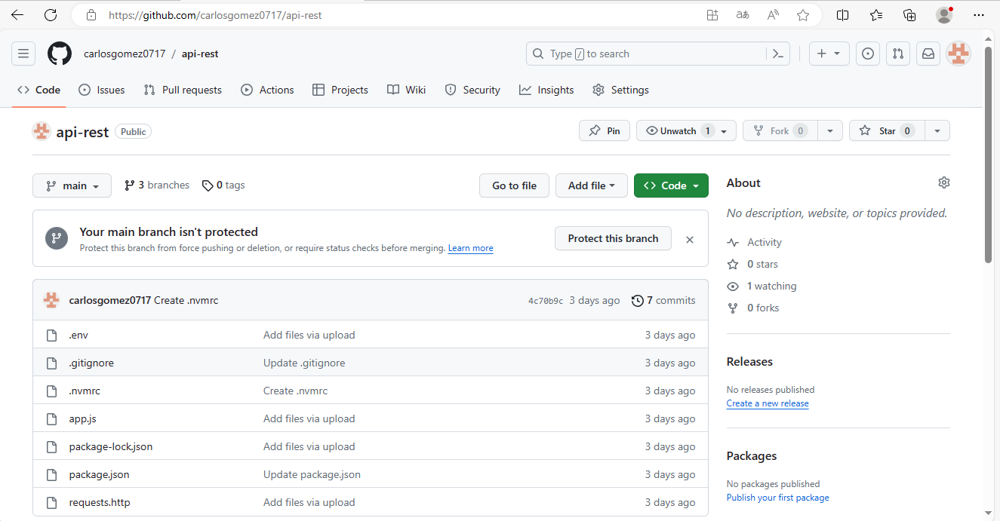 https://github.com/carlosgomez0717/api-rest
carlosgomez0717 / api-rest
Type / to search
Code Issues Pull requests Actions Projects Wiki Security Insights Settings
api-rest Public
Pin Unwatch 1 Fork 0 Star 0
main 3 branches 0 tags Go to file Add file Code
About
No description, website, or topics provided.
Your main branch isn't protected
Protect this branch from force pushing or deletion, or require status checks before merging. Learn more
Protect this branch
Activity
0 stars
1 watching
0 forks
carlosgomez0717 Create .nvmrc 4c70b9c 3 days ago 7 commits
.env Add files via upload 3 days ago
.gitignore Update .gitignore 3 days ago
.nvmrc Create .nvmrc 3 days ago
app.js Add files via upload 3 days ago
package-lock.json Add files via upload 3 days ago
package.json Update package.json 3 days ago
requests.http Add files via upload 3 days ago
Releases
No releases published
Create a new release
Packages
No packages published
Publish your first package